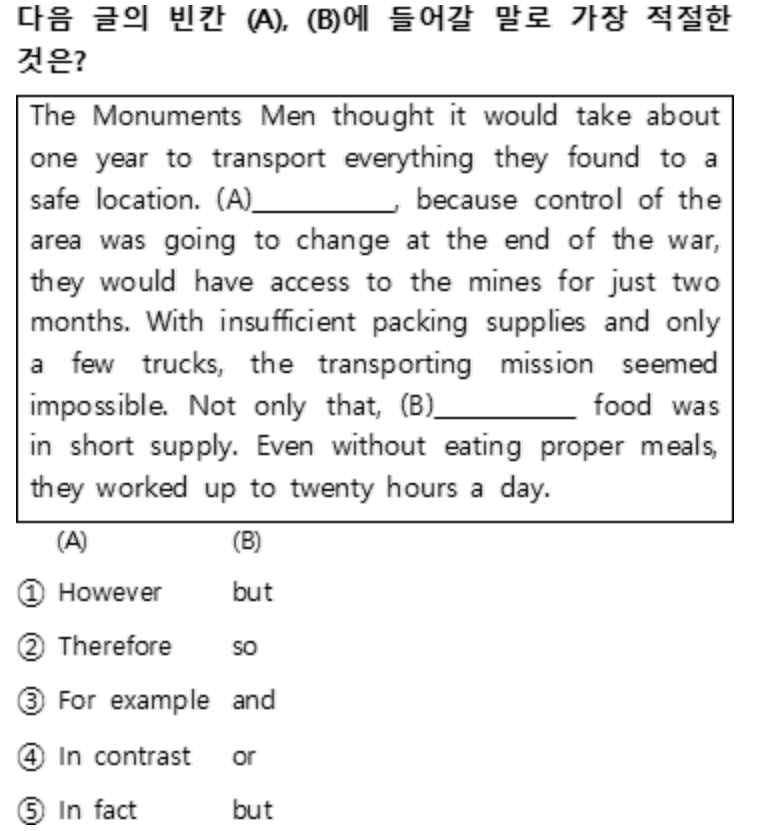 다음 글의 빈칸 (A), (B)에 들어갈 말로 가장 적절한
것은?
The Monuments Men thought it would take about
one year to transport everything they found to a
safe location. (A)__________, because control of the
area was going to change at the end of the war,
they would have access to the mines for just two
months. With insufficient packing supplies and only
a few trucks, the transporting mission seemed
impossible. Not only that, (B)__________ food was
in short supply. Even without eating proper meals,
they worked up to twenty hours a day.
(A) (B)
① However but
② Therefore so
③ For example and
④ In contrast or
⑤ In fact but